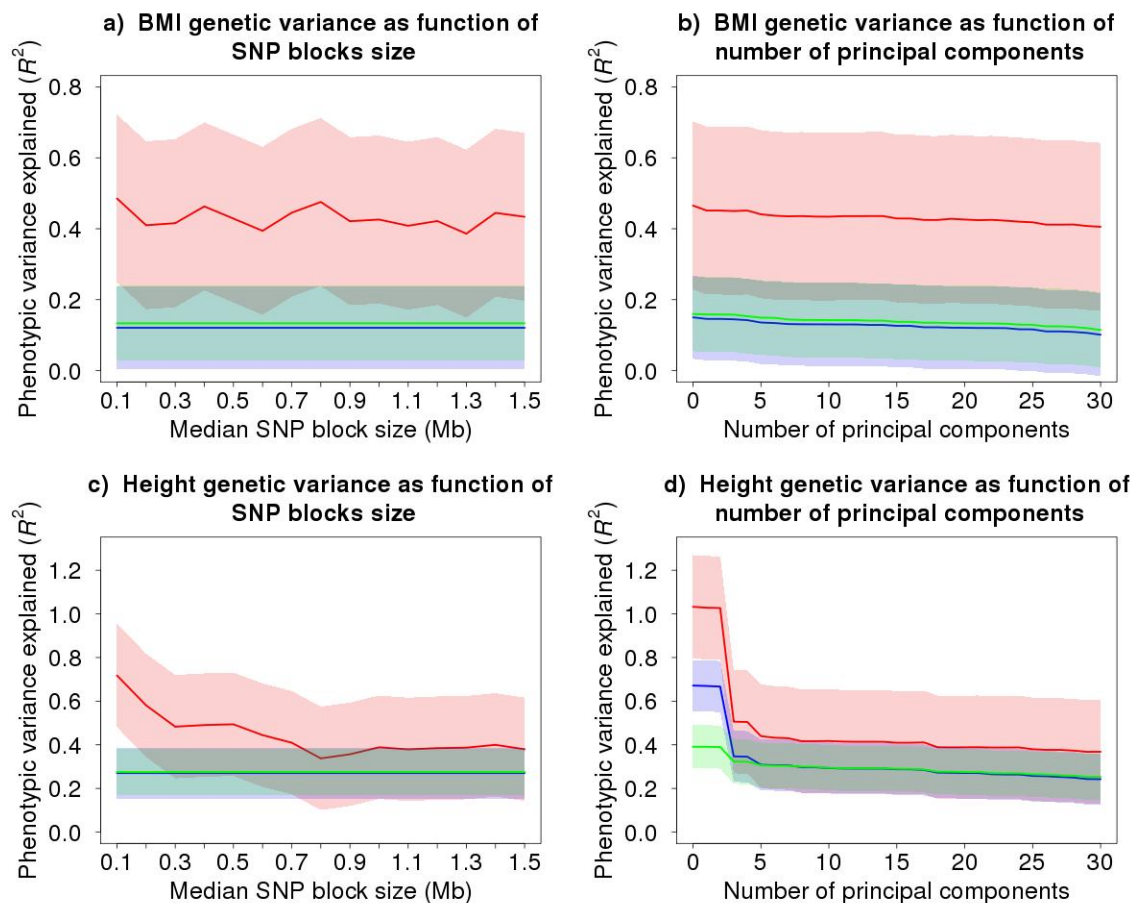 a) BMI genetic variance as function of
SNP blocks size
Phenotypic variance explained (R²)
0.8
0.6
0.4
0.2
0.0
0.1 0.3 0.5 0.7 0.9 1.1 1.3 1.5
Median SNP block size (Mb)
b) BMI genetic variance as function of
number of principal components
Phenotypic variance explained (R²)
0.8
0.6
0.4
0.2
0.0
0 5 10 15 20 25 30
Number of principal components
c) Height genetic variance as function of
SNP blocks size
Phenotypic variance explained (R²)
1.2
1.0
0.8
0.6
0.4
0.2
0.0
0.1 0.3 0.5 0.7 0.9 1.1 1.3 1.5
Median SNP block size (Mb)
d) Height genetic variance as function of
number of principal components
Phenotypic variance explained (R²)
1.2
1.0
0.8
0.6
0.4
0.2
0.0
0 5 10 15 20 25 30
Number of principal components